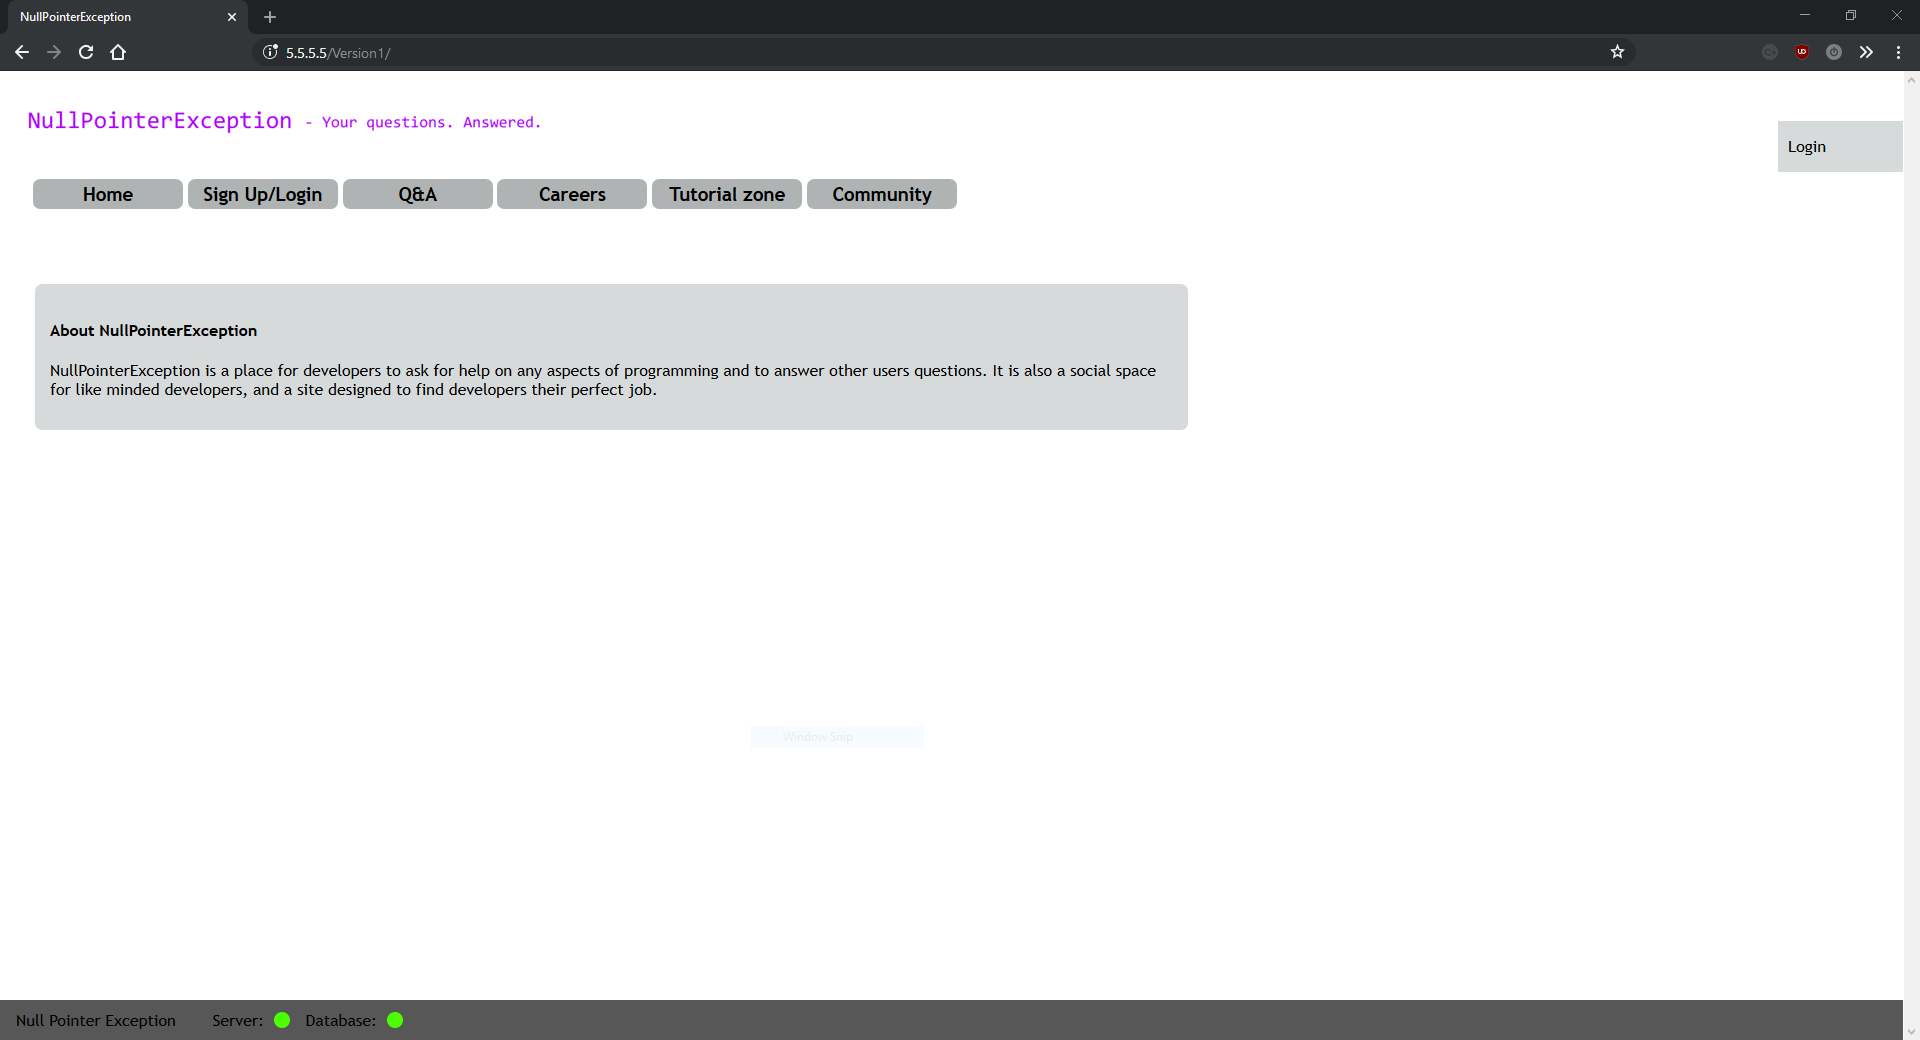 NullPointerException
5.5.5.5/Version1/
NullPointerException - Your questions. Answered.
Login
Home Sign Up/Login Q&A Careers Tutorial zone Community
About NullPointerException
NullPointerException is a place for developers to ask for help on any aspects of programming and to answer other users questions. It is also a social space
for like minded developers, and a site designed to find developers their perfect job.
Window Snip
Null Pointer Exception Server: Database: